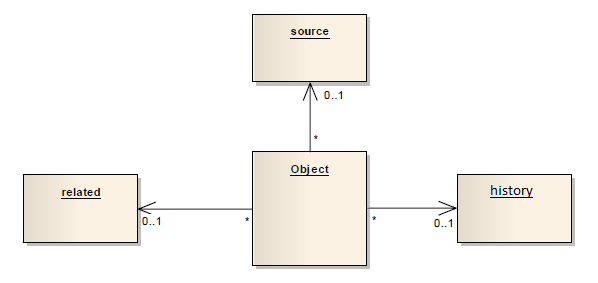 source
0..1
*
Object
related
history
0..1
*
*
0..1